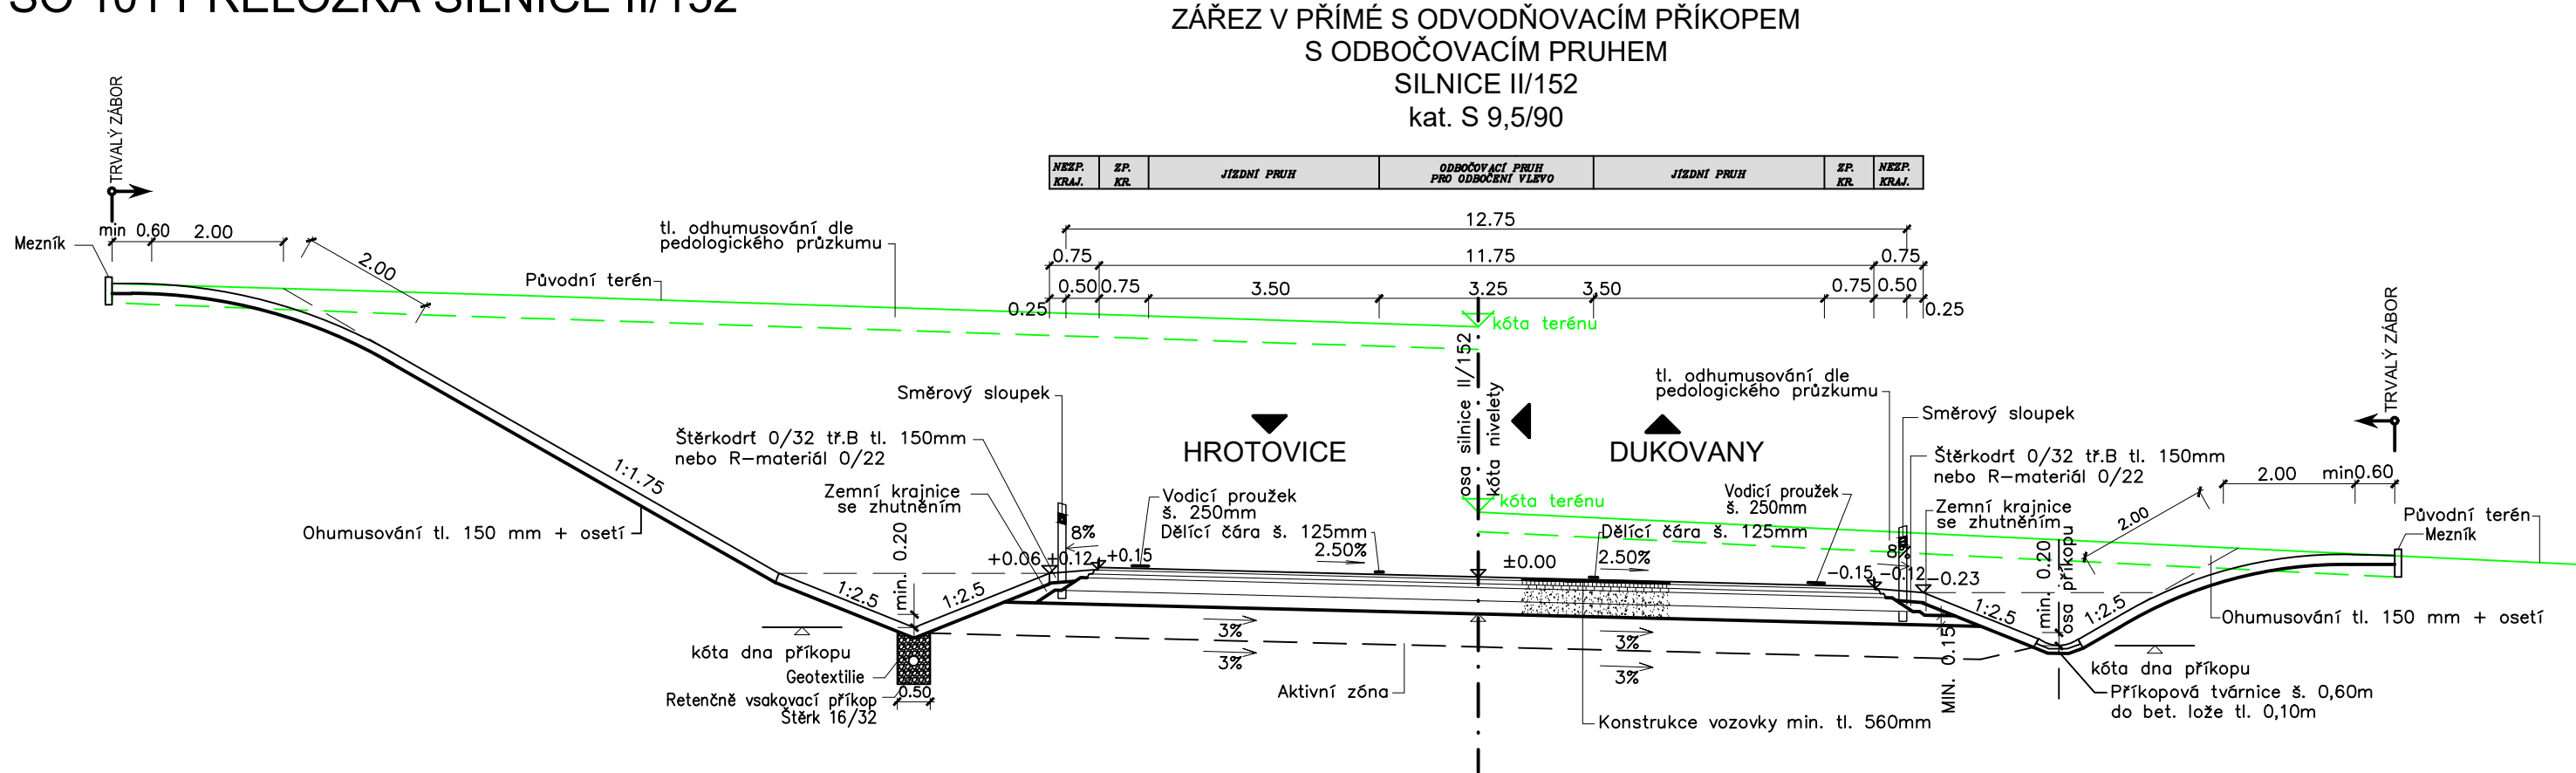 SO 101 PŘELOŽKA SILNICE II/152
ZÁŘEZ V PŘÍMÉ S ODVODŇOVACÍM PŘÍKOPEM
S ODBOČOVACÍM PRUHEM
SILNICE II/152
kat. S 9,5/90
TRVALÝ ZÁBOR
NEZP. KRAJ.
ZP. KR.
JÍZDNÍ PRUH
ODBOČOVACÍ PRUH
PRO ODBOČENÍ VLEVO
JÍZDNÍ PRUH
ZP. KR.
NEZP. KRAJ.
12.75
0.75
11.75
0.75
0.25
0.50
0.75
3.50
3.25
3.50
0.75
0.50
0.25
Mezník
min 0.60
2.00
2.00
tl. odhumusování dle
pedologického průzkumu
Původní terén
kóta terénu
osa silnice II/152
kóta nivelety
Směrový sloupek
Štěrkodrť 0/32 tř.B tl. 150mm
nebo R-materiál 0/22
HROTOVICE
DUKOVANY
tl. odhumusování dle
pedologického průzkumu
Směrový sloupek
TRVALÝ ZÁBOR
Štěrkodrť 0/32 tř.B tl. 150mm
nebo R-materiál 0/22
2.00
min0.60
2.00
1:1.75
Zemní krajnice
se zhutněním
Vodicí proužek
š. 250mm
Dělící čára š. 125mm
kóta terénu
Vodicí proužek
š. 250mm
Dělící čára š. 125mm
Zemní krajnice
se zhutněním
Původní terén
Mezník
Ohumusování tl. 150 mm + osetí
min. 0.20
8%
+0.06
+0.12
+0.15
2.50%
±0.00
2.50%
8%
-0.15
-0.12
-0.23
min. 0.20
osa příkopu
1:2.5
1:2.5
1:2.5
1:2.5
Ohumusování tl. 150 mm + osetí
3%
3%
3%
3%
MIN. 0.15
kóta dna příkopu
Geotextilie
Retenčně vsakovací příkop
Štěrk 16/32
0.50
Aktivní zóna
Konstrukce vozovky min. tl. 560mm
kóta dna příkopu
Příkopová tvárnice š. 0,60m
do bet. lože tl. 0,10m